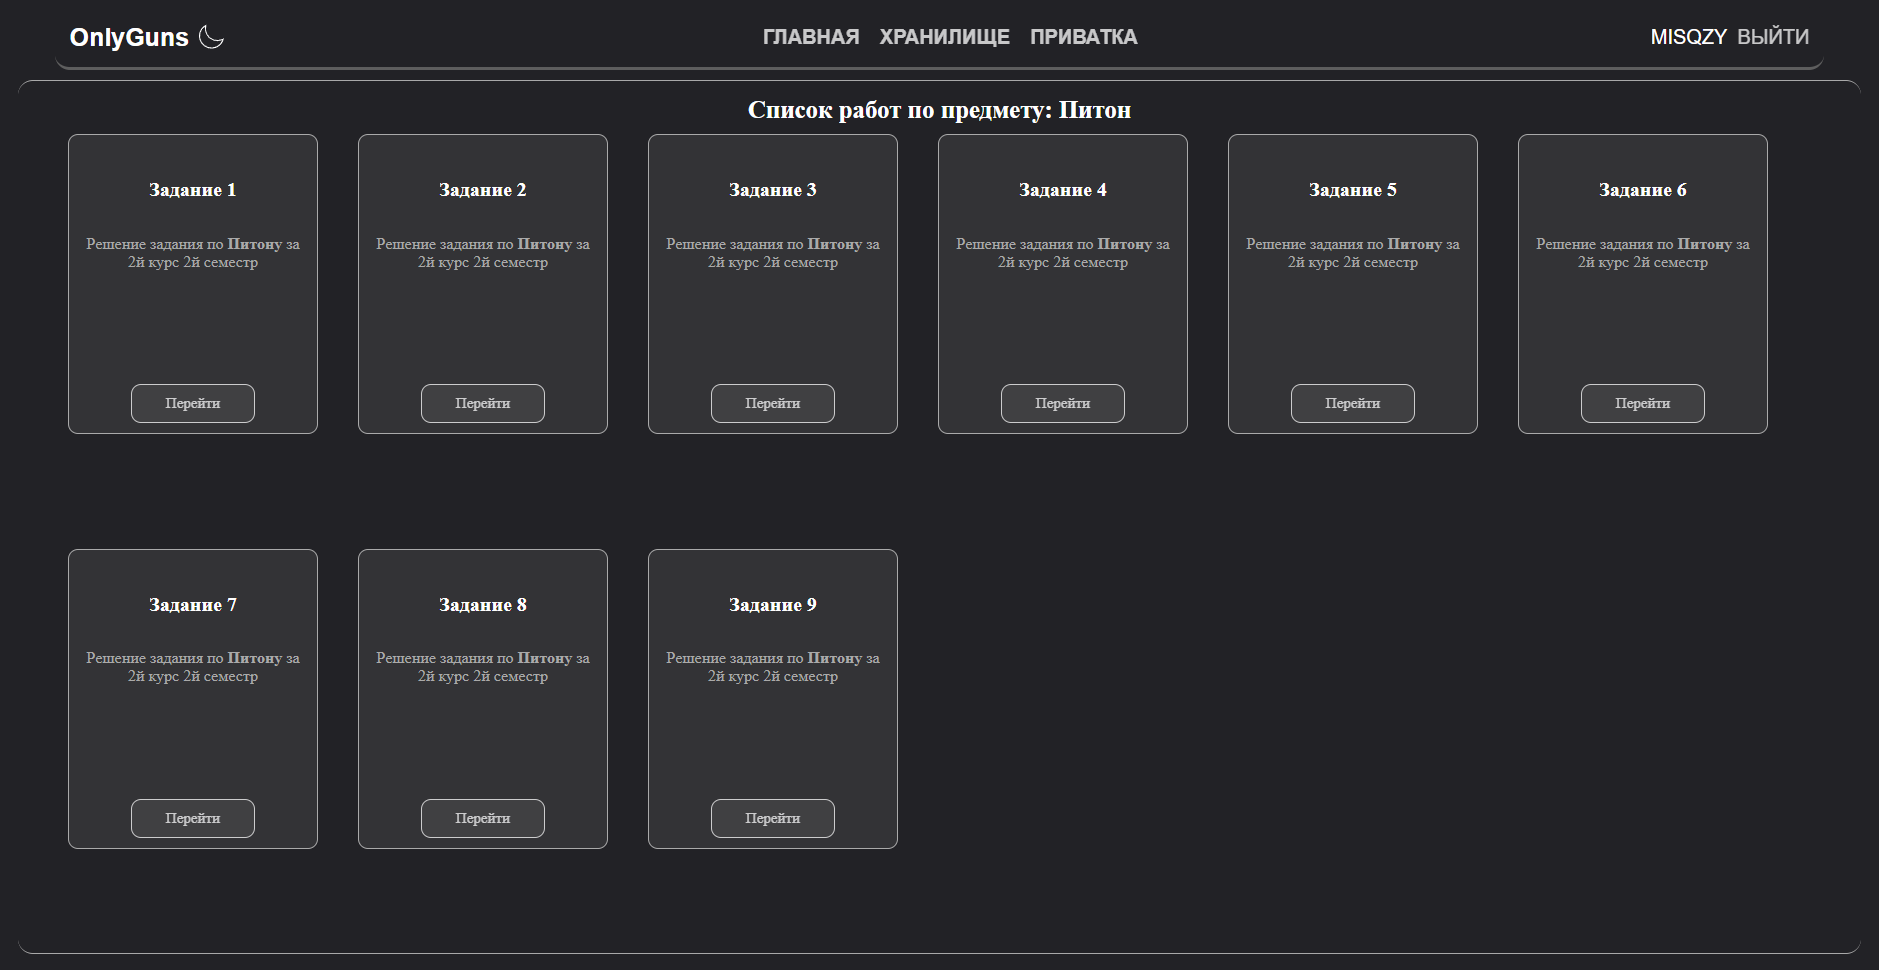 OnlyGuns
ГЛАВНАЯ ХРАНИЛИЩЕ ПРИВАТКА
MISQZY ВЫЙТИ
Список работ по предмету: Питон
Задание 1
Решение задания по Питону за
2й курс 2й семестр
Перейти
Задание 2
Решение задания по Питону за
2й курс 2й семестр
Перейти
Задание 3
Решение задания по Питону за
2й курс 2й семестр
Перейти
Задание 4
Решение задания по Питону за
2й курс 2й семестр
Перейти
Задание 5
Решение задания по Питону за
2й курс 2й семестр
Перейти
Задание 6
Решение задания по Питону за
2й курс 2й семестр
Перейти
Задание 7
Решение задания по Питону за
2й курс 2й семестр
Перейти
Задание 8
Решение задания по Питону за
2й курс 2й семестр
Перейти
Задание 9
Решение задания по Питону за
2й курс 2й семестр
Перейти